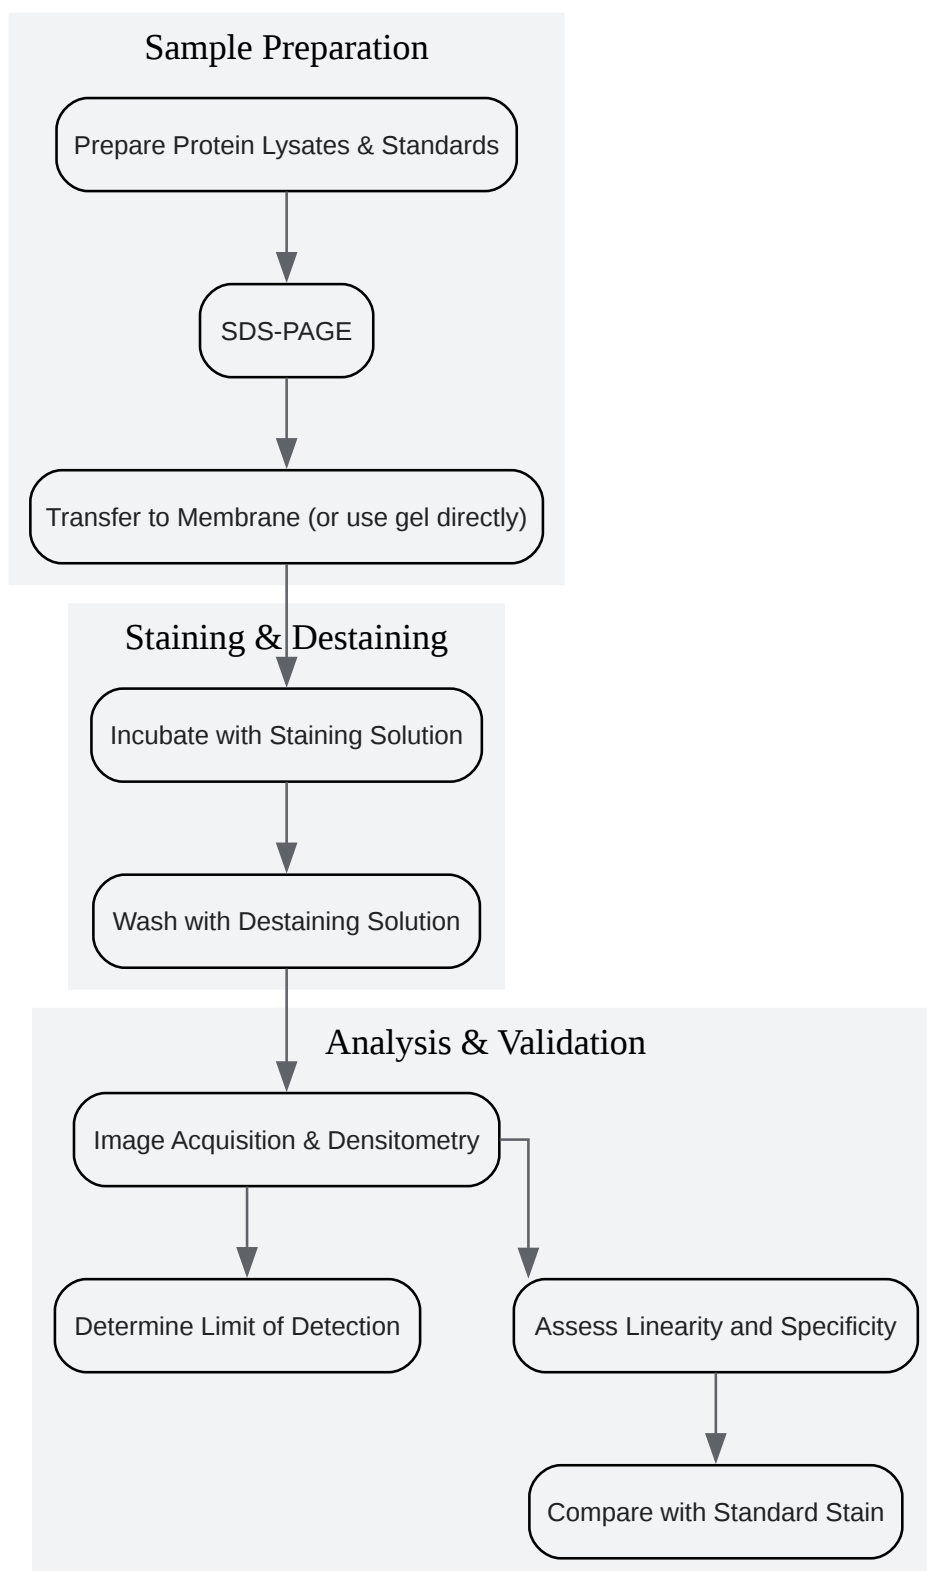 Sample Preparation
Prepare Protein Lysates & Standards
SDS-PAGE
Transfer to Membrane (or use gel directly)
Staining & Destaining
Incubate with Staining Solution
Wash with Destaining Solution
Analysis & Validation
Image Acquisition & Densitometry
Determine Limit of Detection
Assess Linearity and Specificity
Compare with Standard Stain